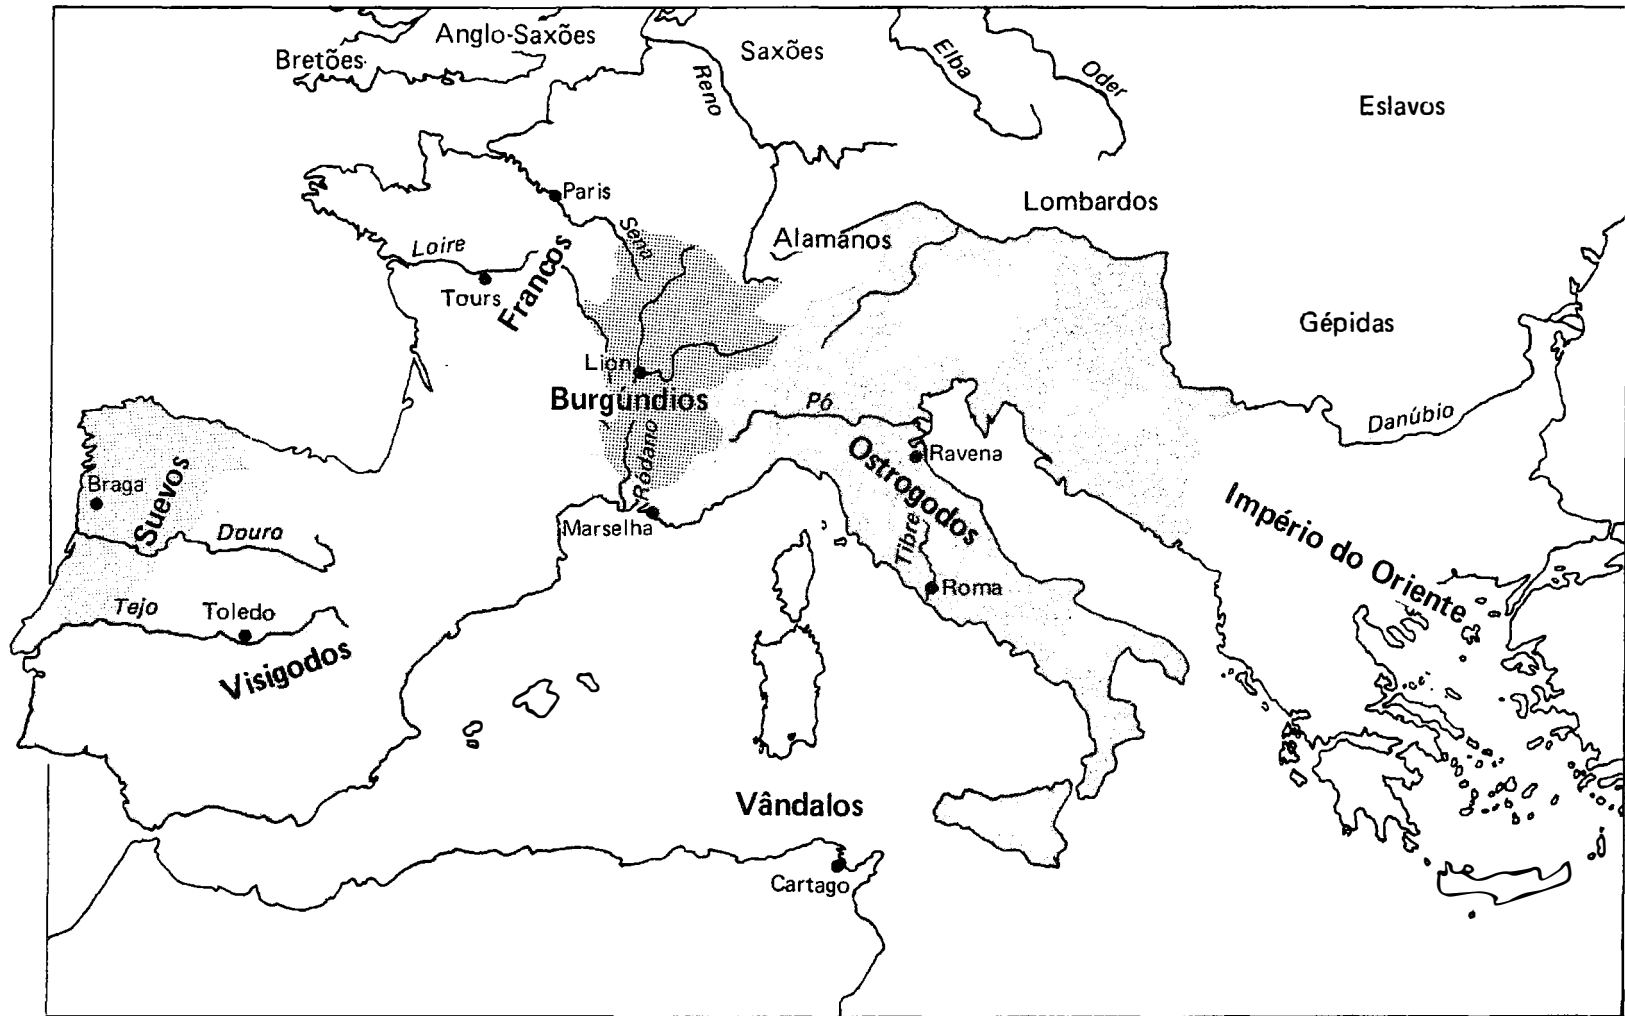 Anglo-Saxões
Bretões
Saxões
Reno
Elba
Oder
Eslavos
Paris
Sena
Loire
Tours
Francos
Alamanos
Lombardos
Gépidas
Lion
Burgúndios
Ródano
Marselha
Pó
Ravena
Ostrogodos
Tibre
Roma
Danúbio
Império do Oriente
Braga
Suevos
Douro
Tejo
Toledo
Visigodos
Vândalos
Cartago